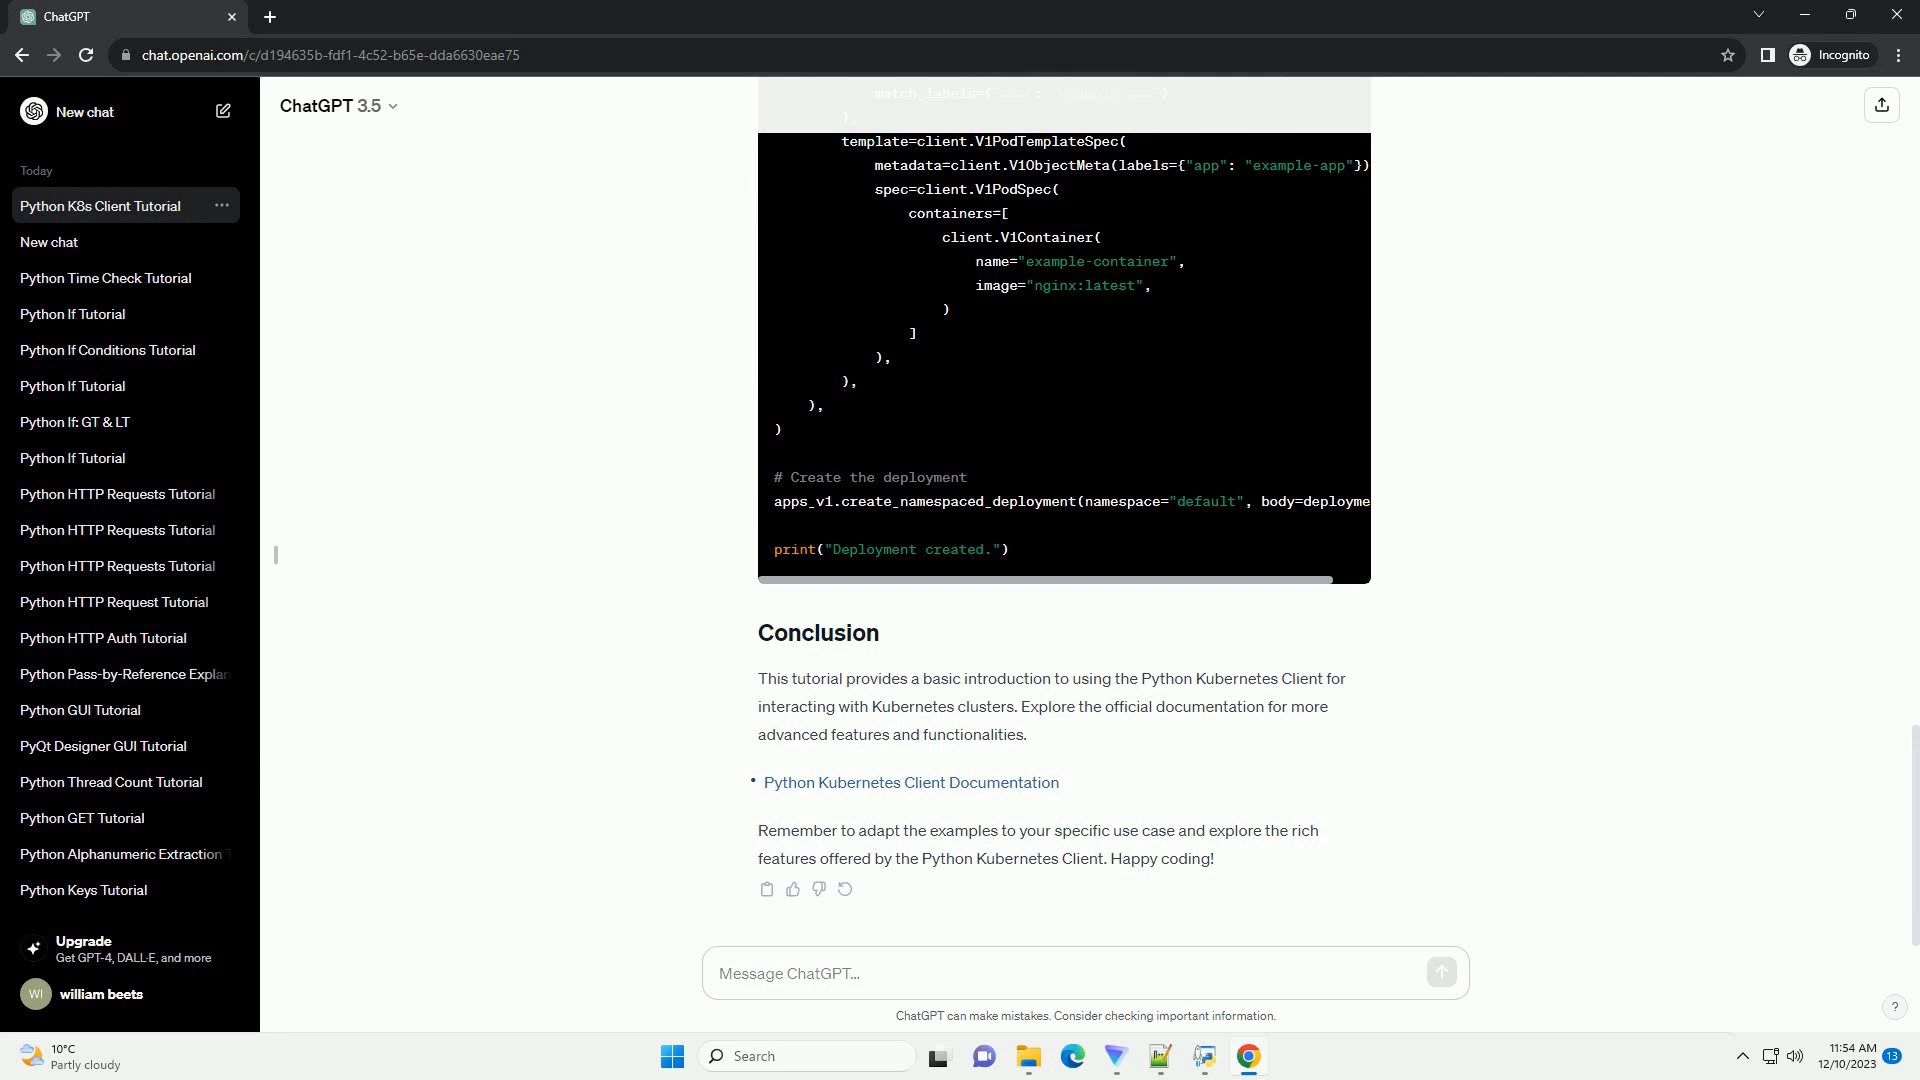 ChatGPT
chat.openai.com/c/d194635b-fdf1-4c52-b65e-dda6630eae75
Incognito
New chat
Today
Python K8s Client Tutorial
New chat
Python Time Check Tutorial
Python If Tutorial
Python If Conditions Tutorial
Python If Tutorial
Python If: GT & LT
Python If Tutorial
Python HTTP Requests Tutorial
Python HTTP Requests Tutorial
Python HTTP Requests Tutorial
Python HTTP Request Tutorial
Python HTTP Auth Tutorial
Python Pass-by-Reference Explan
Python GUI Tutorial
PyQt Designer GUI Tutorial
Python Thread Count Tutorial
Python GET Tutorial
Python Alphanumeric Extraction T
Python Keys Tutorial
Upgrade
Get GPT-4, DALL·E, and more
WI
william beets
ChatGPT 3.5
match_labels={
),
template=client.V1PodTemplateSpec(
metadata=client.V1ObjectMeta(labels={"app": "example-app"})
spec=client.V1PodSpec(
containers=[
client.V1Container(
name="example-container",
image="nginx:latest",
)
]
),
),
),
)
# Create the deployment
apps_v1.create_namespaced_deployment(namespace="default", body=deployme
print("Deployment created.")
Conclusion
This tutorial provides a basic introduction to using the Python Kubernetes Client for
interacting with Kubernetes clusters. Explore the official documentation for more
advanced features and functionalities.
• Python Kubernetes Client Documentation
Remember to adapt the examples to your specific use case and explore the rich
features offered by the Python Kubernetes Client. Happy coding!
Message ChatGPT...
ChatGPT can make mistakes. Consider checking important information.
?
10°C
Partly cloudy
Search
11:54 AM
12/10/2023
13